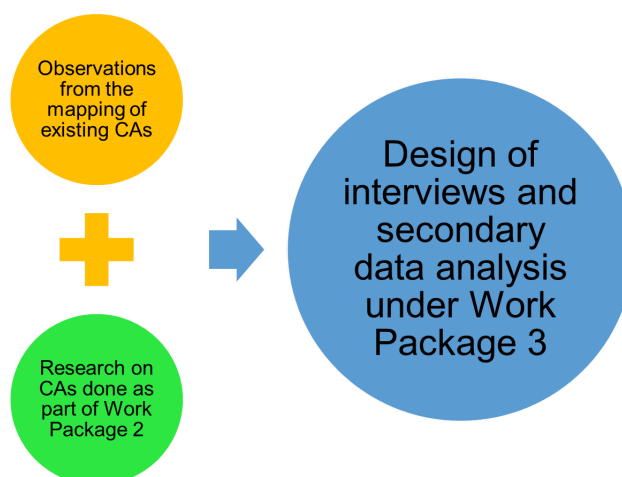 Observations
from the
mapping of
existing CAs
Research on
CAs done as
part of Work
Package 2
Design of
interviews and
secondary
data analysis
under Work
Package 3